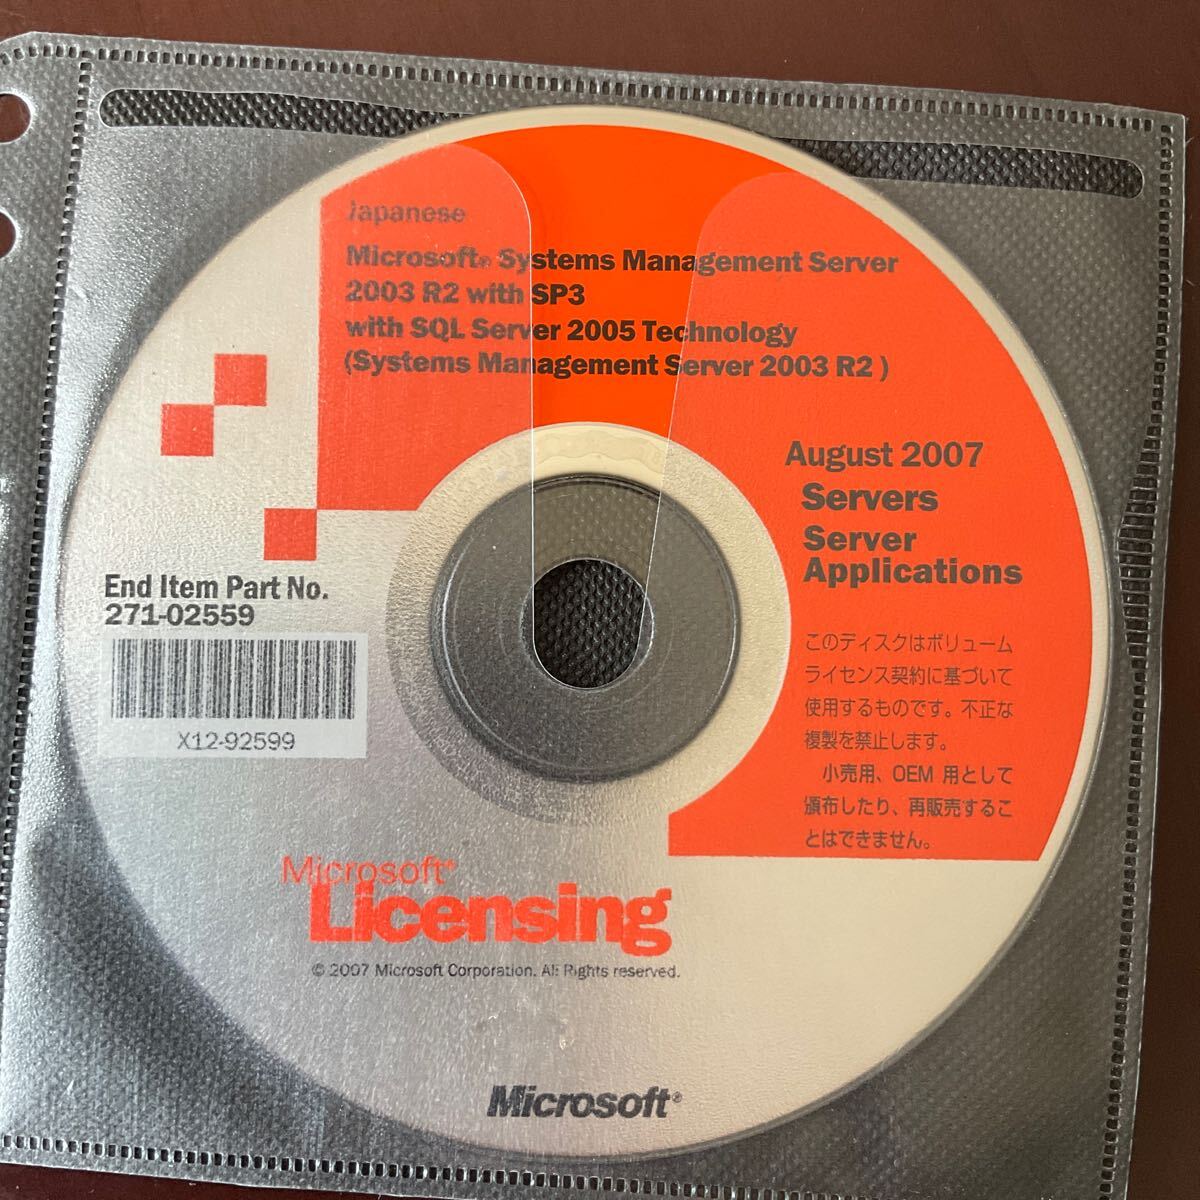 Japanese
Microsoft® Systems Management Server
2003 R2 with SP3
with SQL Server 2005 Technology
(Systems Management Server 2003 R2 )
August 2007
Servers
Server
Applications
End Item Part No.
271-02559
X12-92599
このディスクはボリューム
ライセンス契約に基づいて
使用するものです。不正な
複製を禁止します。
小売用、OEM 用として
頒布したり、再販売するこ
とはできません。
Microsoft®
Licensing
© 2007 Microsoft Corporation. All Rights reserved.
Microsoft®